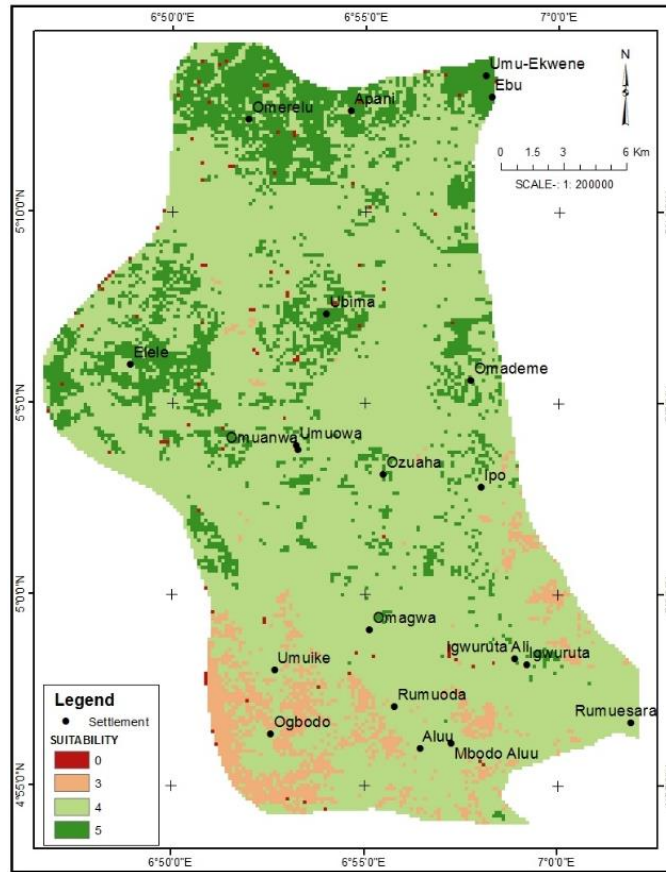 6°50'0"E 6°55'0"E 7°0'0"E
N
Umu-Ekwene
Ebu
Apani
Omerelu
0 1.5 3 6 Km
SCALE-: 1: 200000
5°10'0"N
Ubima
Elele
Omademe
5°5'0"N
Omuanwa Umuowa
Ozuaha
Ipo
5°0'0"N
Omagwa
Igwuruta Ali
Igwuruta
Umuike
Rumuoda
Rumuesara
Ogbodo
Aluu
Mbodo Aluu
4°55'0"N
Legend
Settlement
SUITABILITY
0
3
4
5
6°50'0"E 6°55'0"E 7°0'0"E